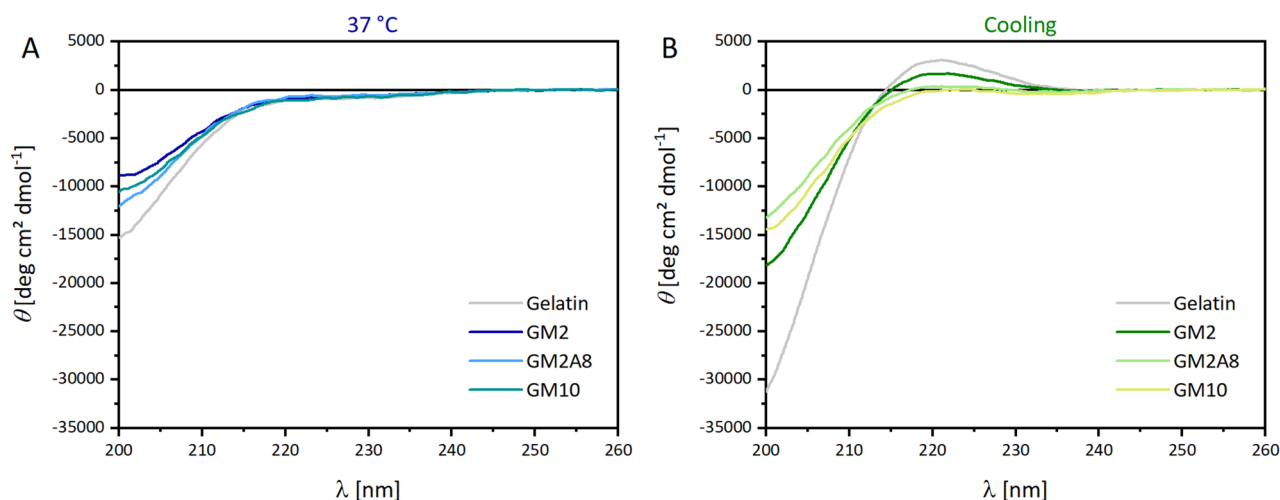 37 °C
A
5000
0
-5000
-10000
-15000
-20000
-25000
-30000
-35000
θ [deg cm² dmol⁻¹]
Gelatin
GM2
GM2A8
GM10
200 210 220 230 240 250 260
λ [nm]
Cooling
B
5000
0
-5000
-10000
-15000
-20000
-25000
-30000
-35000
θ [deg cm² dmol⁻¹]
Gelatin
GM2
GM2A8
GM10
200 210 220 230 240 250 260
λ [nm]